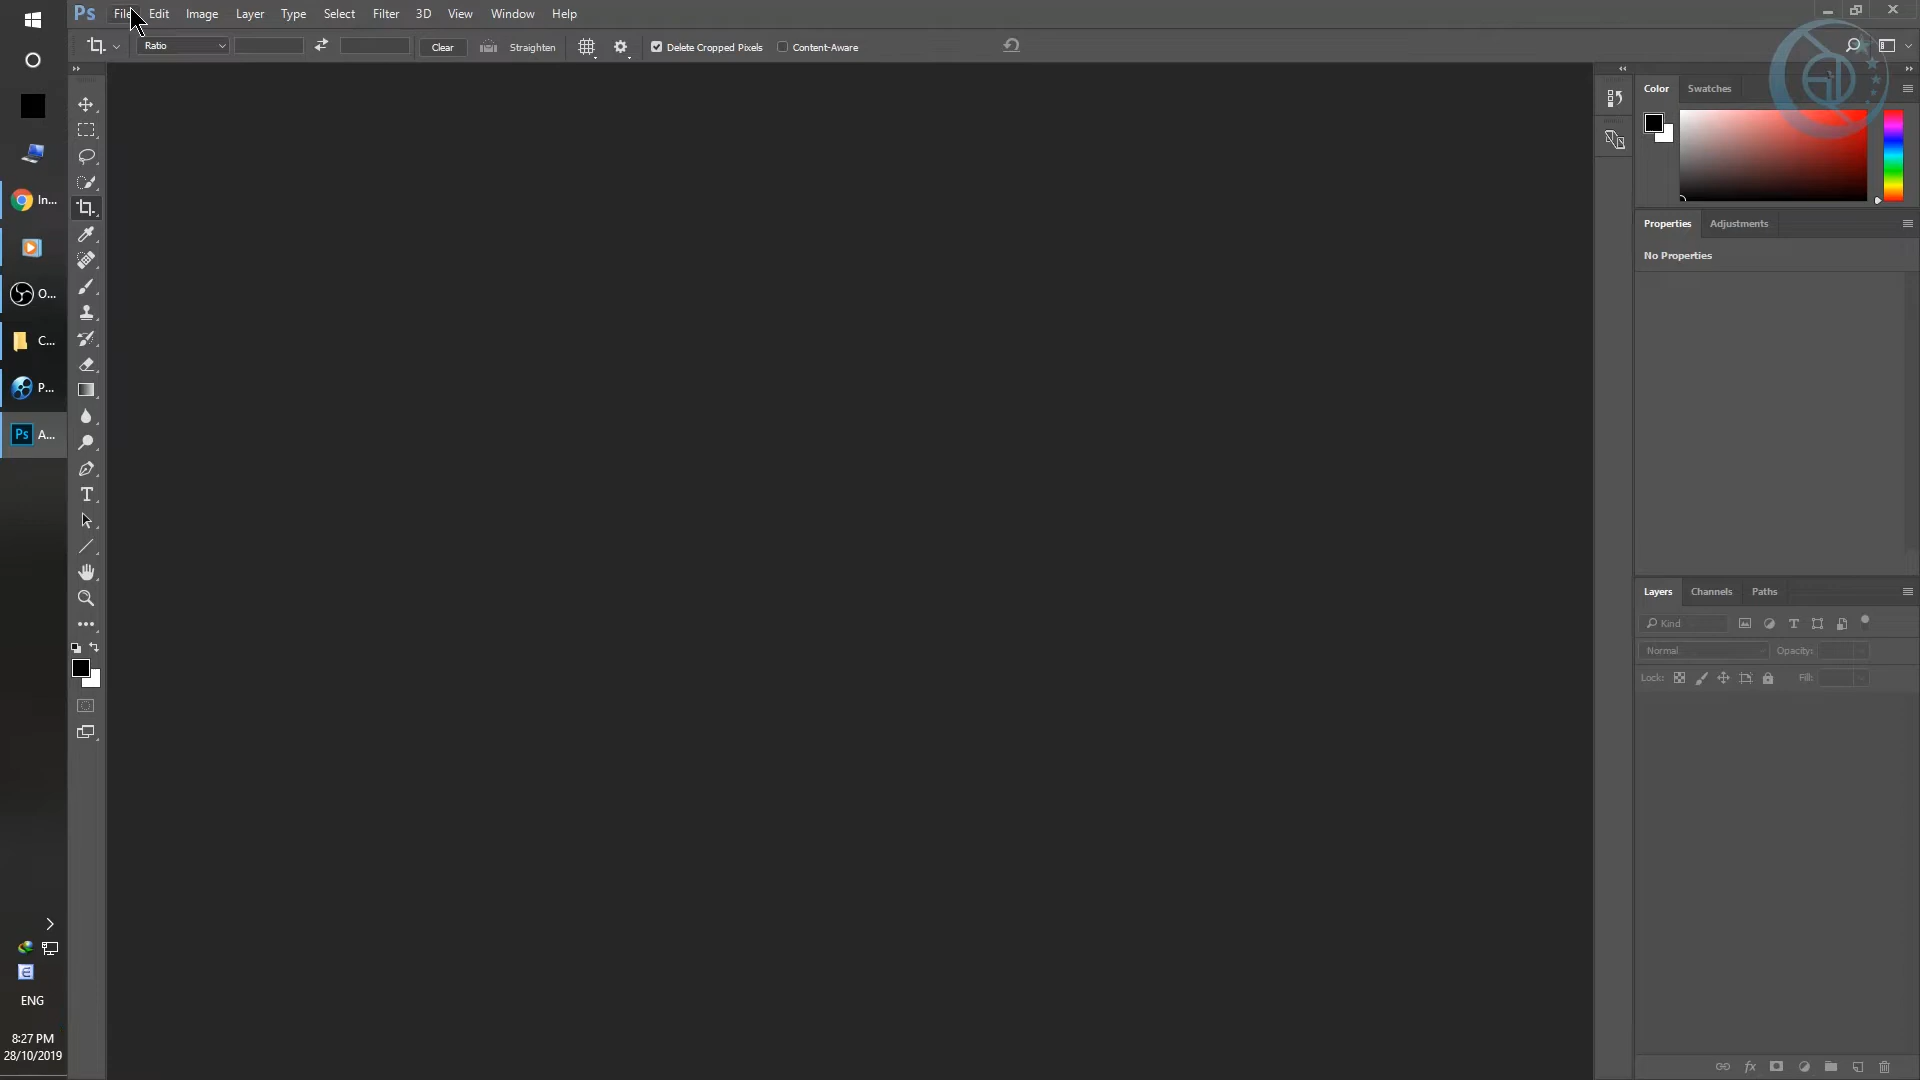 Ps File Edit Image Layer Type Select Filter 3D View Window Help
Ratio Clear Straighten Delete Cropped Pixels Content-Aware
Color Swatches
In...
Properties Adjustments
No Properties
O...
C...
P...
Ps A...
T
Layers Channels Paths
Kind
Normal Opacity:
Lock: Fill:
fx
ENG
8:27 PM
28/10/2019